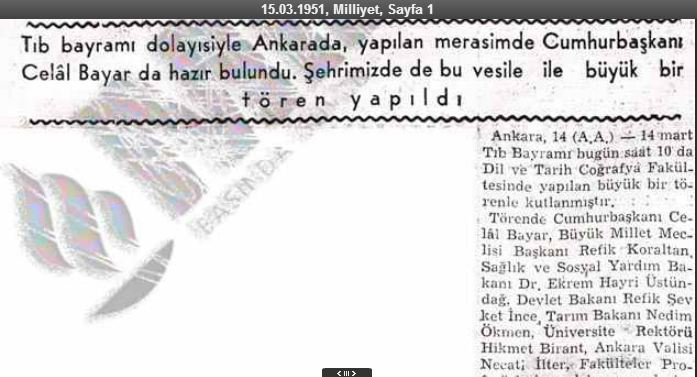 15.03.1951, Milliyet, Sayfa 1
Tıb bayramı dolayısiyle Ankarada, yapılan merasimde Cumhurbaşkanı
Celâl Bayar da hazır bulundu. Şehrimizde de bu vesile ile büyük bir
tören yapıldı
BASINDA
Ankara, 14 (A.A.) — 14 mart
Tıb Bayramı bugün saat 10 da
Dil ve Tarih Coğrafya Fakül-
tesinde yapılan büyük bir tö-
renle kutlanmıştır.
Törende Cumhurbaşkanı Ce-
lâl Bayar, Büyük Millet Mec-
lisi Başkanı Refik Koraltan,
Sağlık ve Sosyal Yardım Ba-
kanı Dr. Ekrem Hayri Üstün-
dağ, Devlet Bakanı Refik Şev
ket İnce, Tarım Bakanı Nedim
Ökmen, Üniversite Rektörü
Hikmet Birant, Ankara Valisi
Necati İlter, Fakülteler Pro-